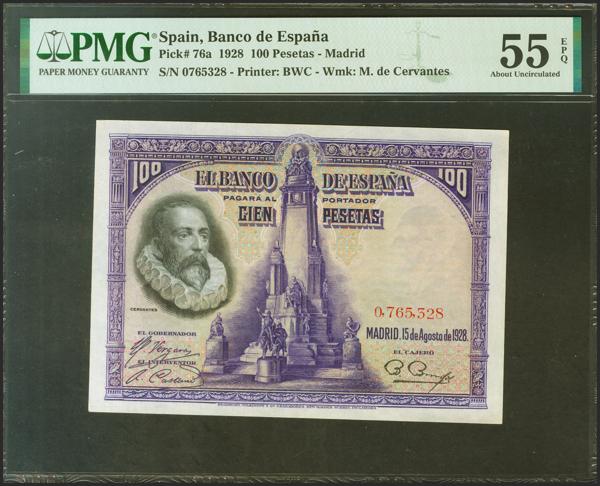 PMG
PAPER MONEY GUARANTY
Spain, Banco de España
Pick# 76a 1928 100 Pesetas - Madrid
S/N 0765328 - Printer: BWC - Wmk: M. de Cervantes
55 EPQ
About Uncirculated
100 100
EL BANCO DE ESPAÑA
PAGARÁ AL PORTADOR
CIEN PESETAS
CERVANTES
0,765,328
MADRID, 15 de Agosto de 1928.
EL GOBERNADOR
EL CAJERO
EL INTERVENTOR